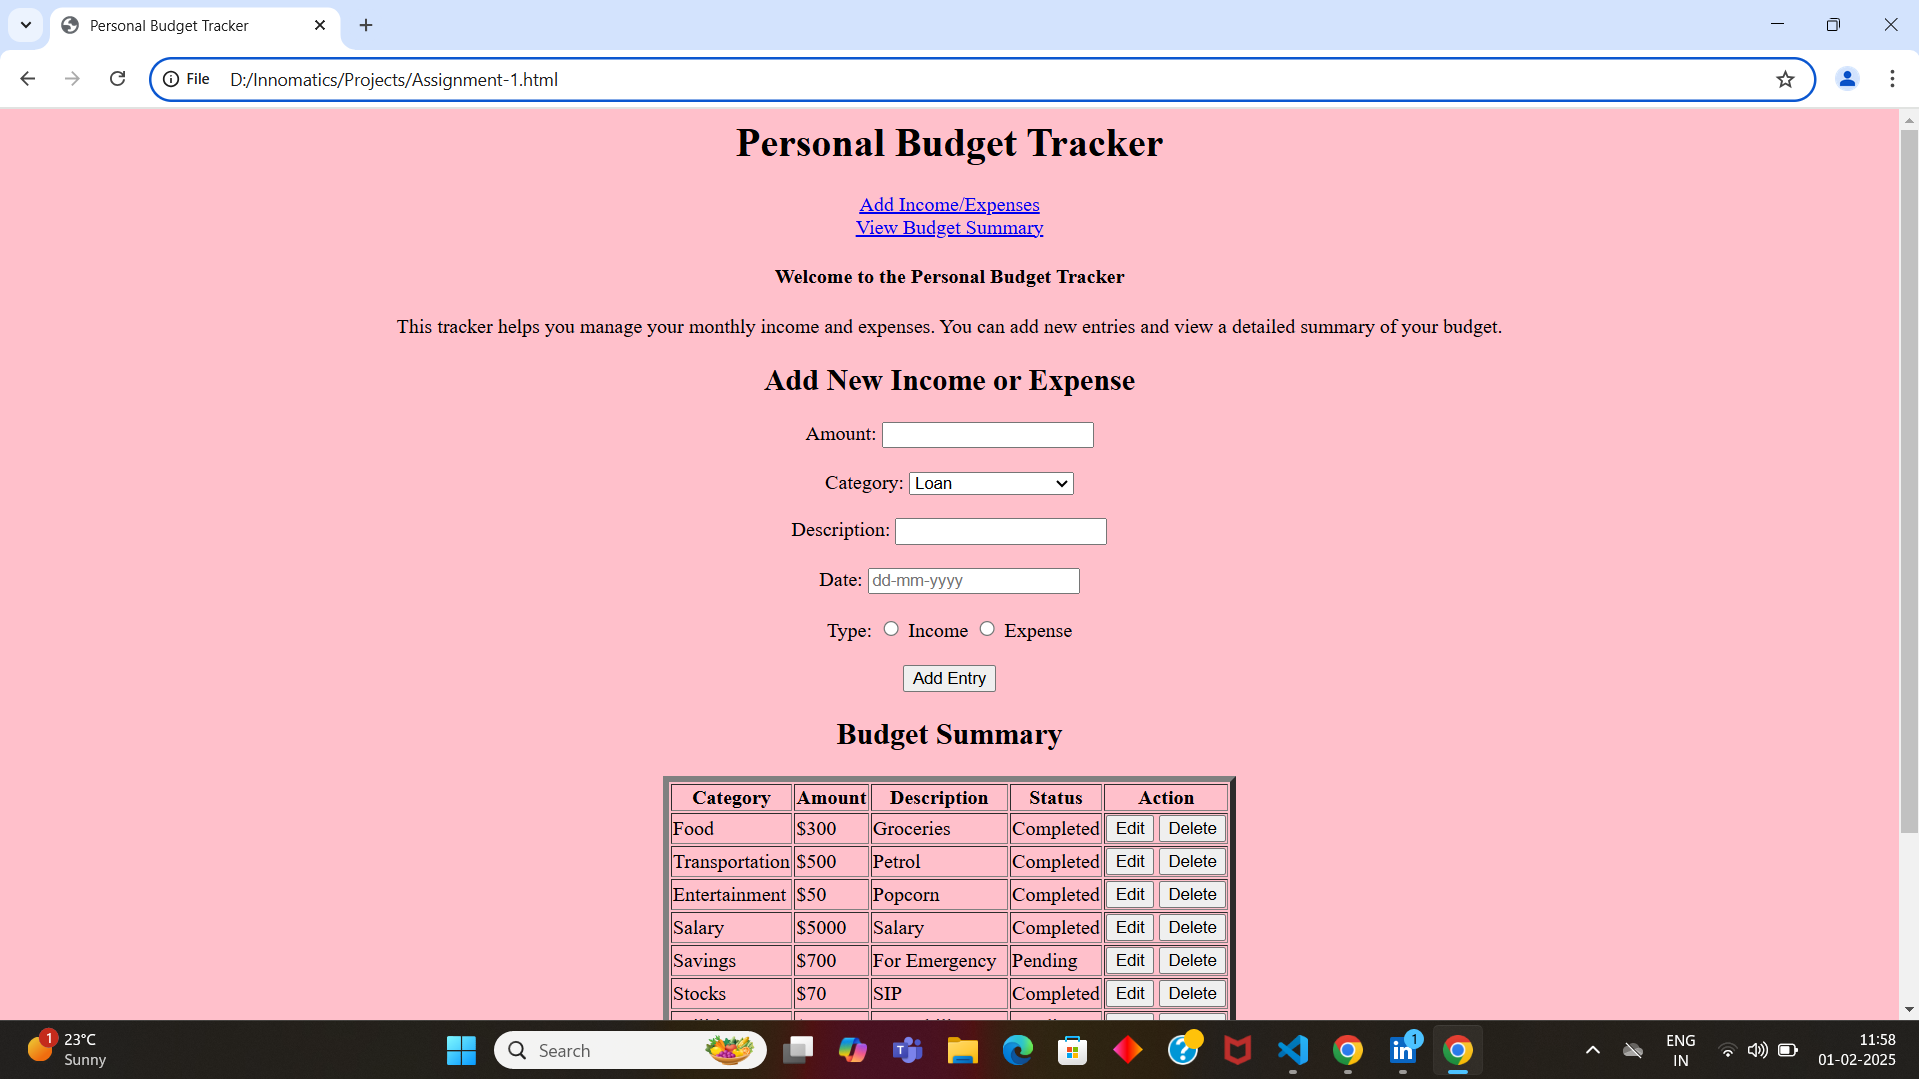 Personal Budget Tracker
File D:/Innomatics/Projects/Assignment-1.html
Personal Budget Tracker
Add Income/Expenses
View Budget Summary
Welcome to the Personal Budget Tracker
This tracker helps you manage your monthly income and expenses. You can add new entries and view a detailed summary of your budget.
Add New Income or Expense
Amount:
Category: Loan
Description:
Date: dd-mm-yyyy
Type: Income Expense
Add Entry
Budget Summary
Category Amount Description Status Action
Food $300 Groceries Completed Edit Delete
Transportation $500 Petrol Completed Edit Delete
Entertainment $50 Popcorn Completed Edit Delete
Salary $5000 Salary Completed Edit Delete
Savings $700 For Emergency Pending Edit Delete
Stocks $70 SIP Completed Edit Delete
1 23°C
Sunny
Search
1
ENG
IN
11:58
01-02-2025